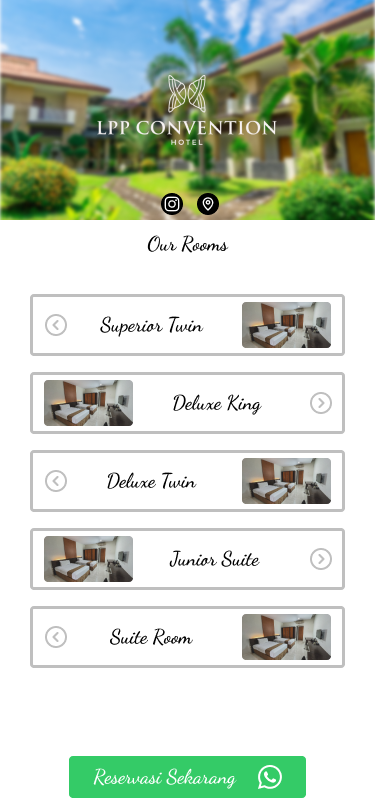 LPP CONVENTION
HOTEL
Our Rooms
Superior Twin
Deluxe King
Deluxe Twin
Junior Suite
Suite Room
Reservasi Sekarang